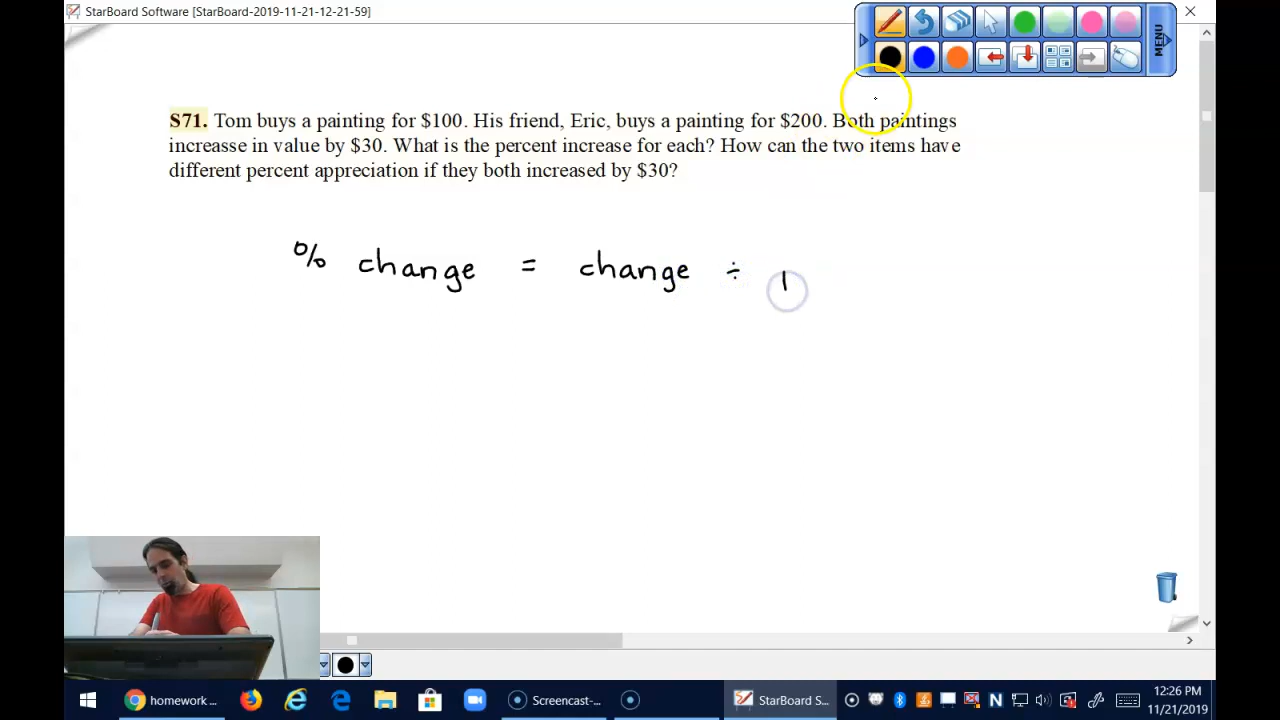 StarBoard Software [StarBoard-2019-11-21-12-21-59]
MENU
S71. Tom buys a painting for $100. His friend, Eric, buys a painting for $200. Both paintings
increasse in value by $30. What is the percent increase for each? How can the two items have
different percent appreciation if they both increased by $30?
% change = change ÷
homework ...
Screencast-...
StarBoard S...
12:26 PM
11/21/2019